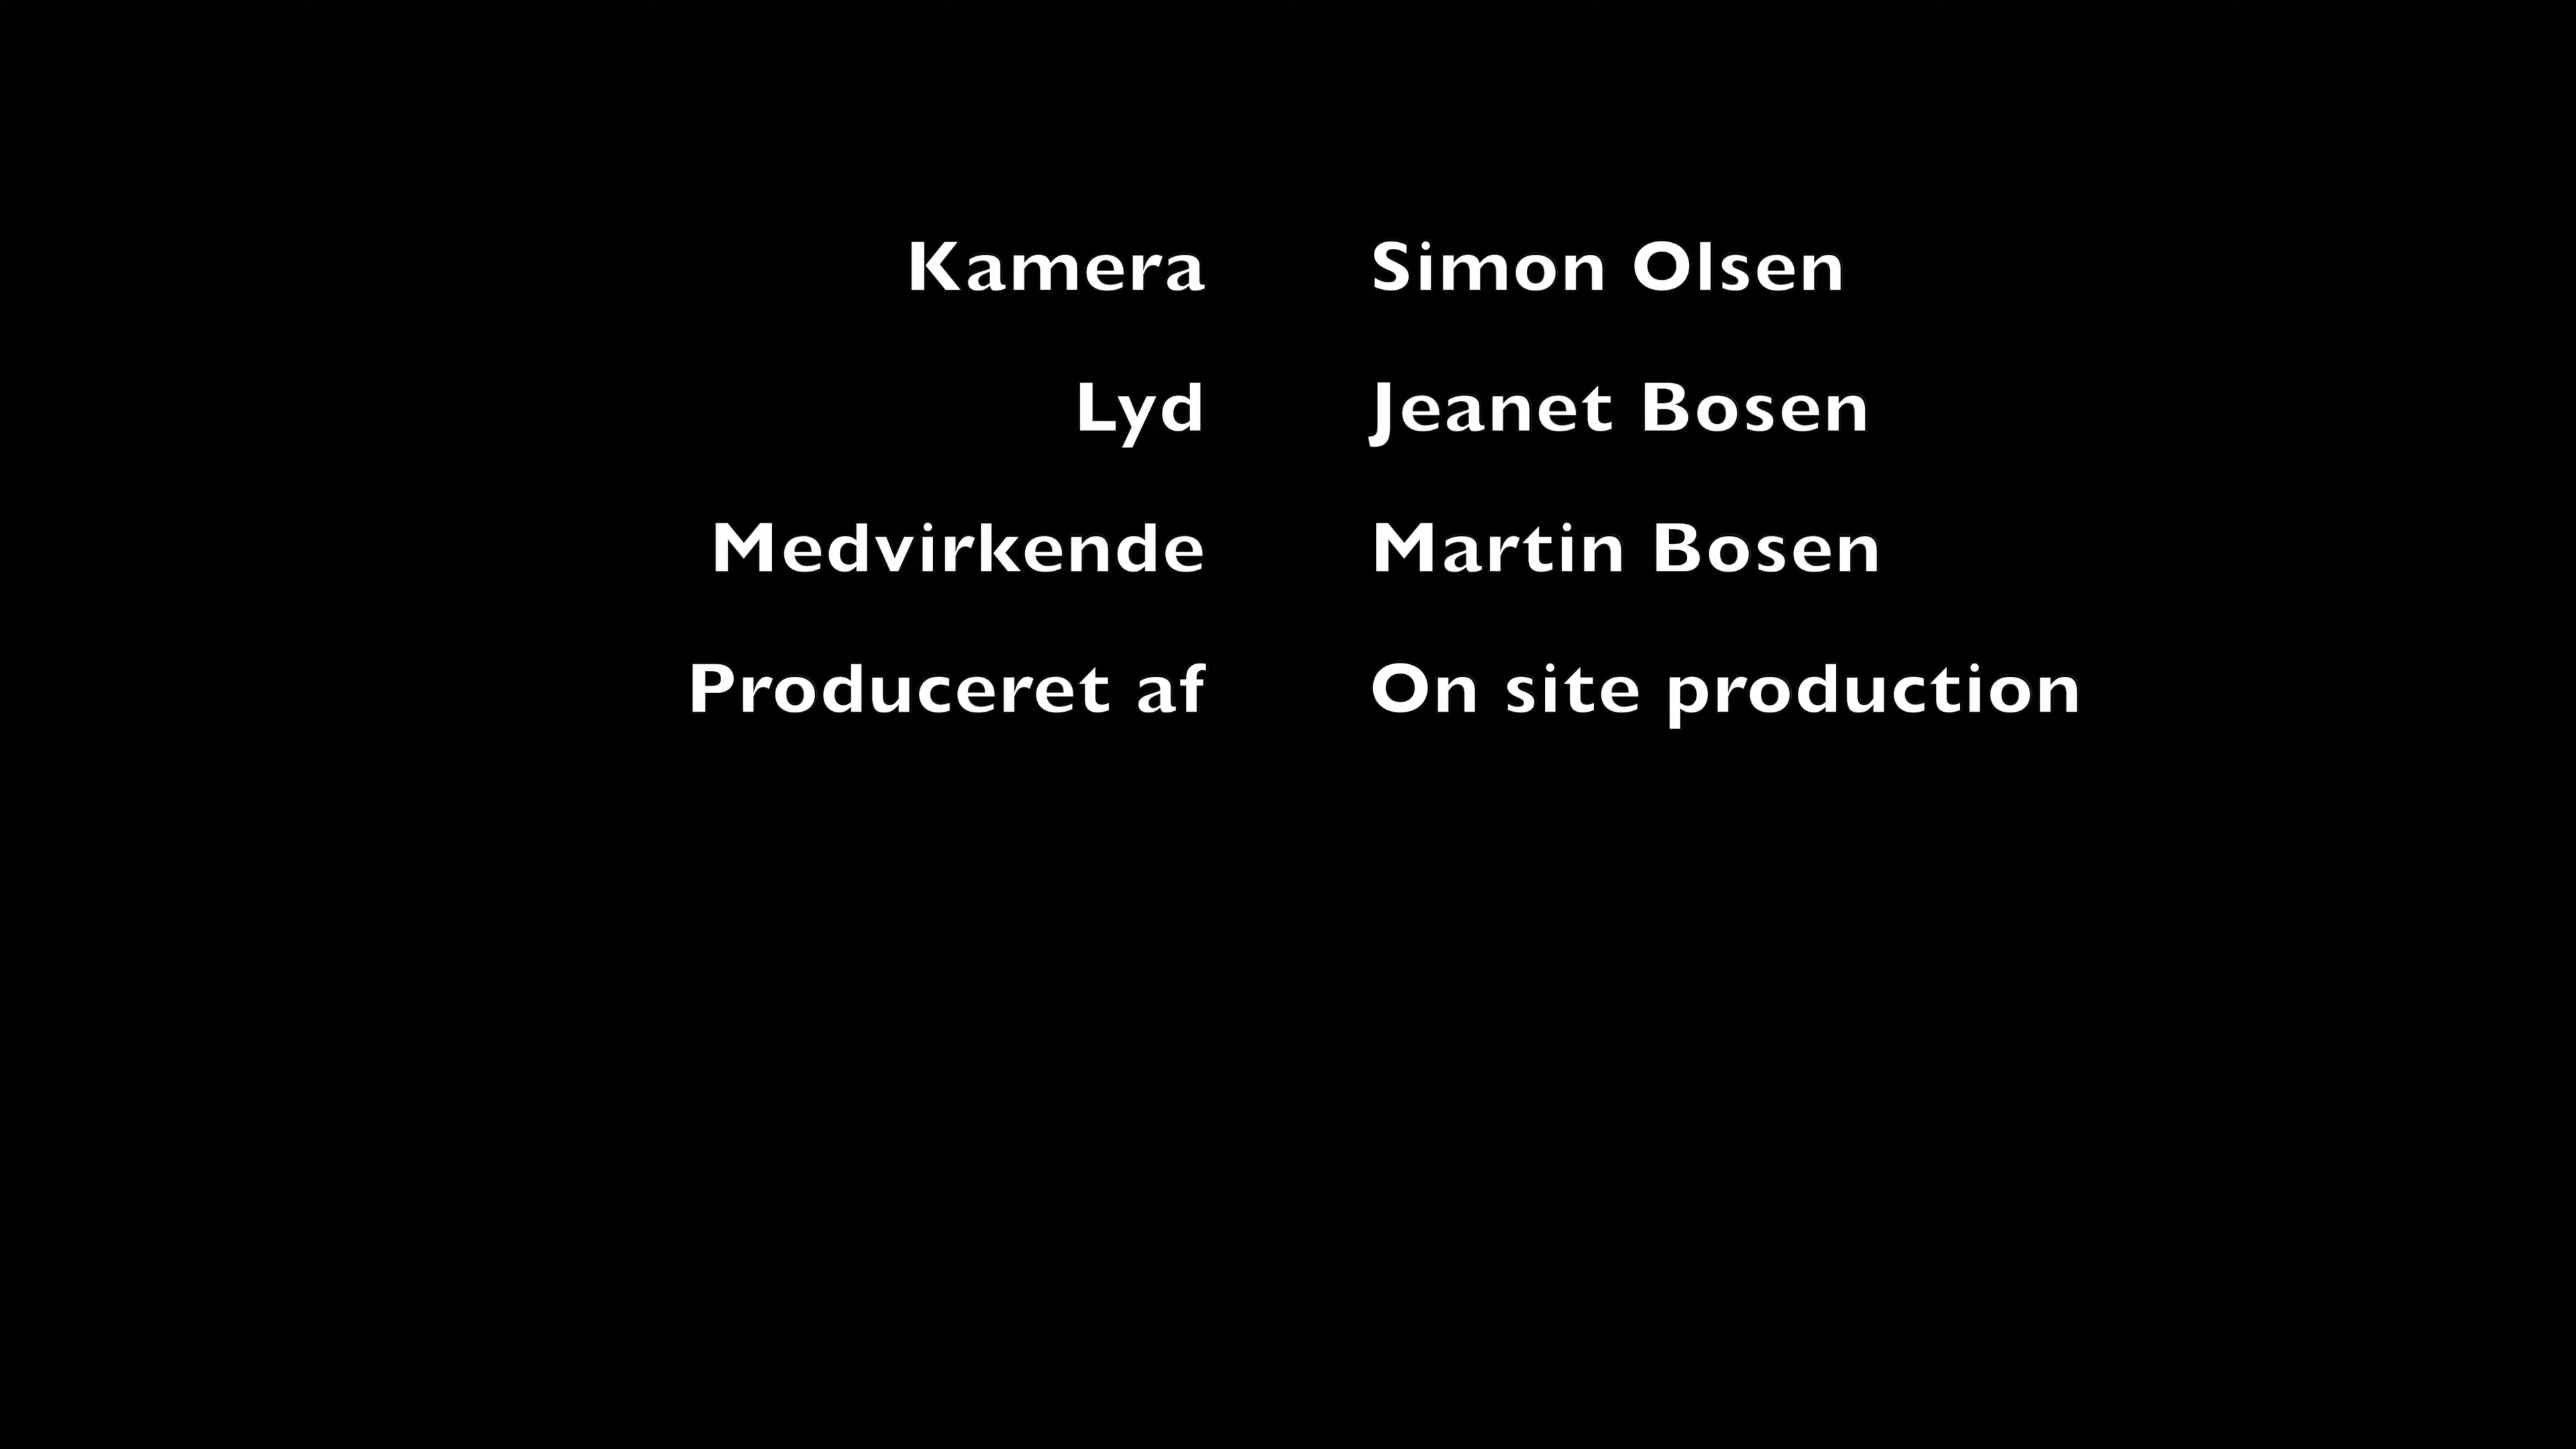 Kamera Simon Olsen
Lyd Jeanet Bosen
Medvirkende Martin Bosen
Produceret af On site production